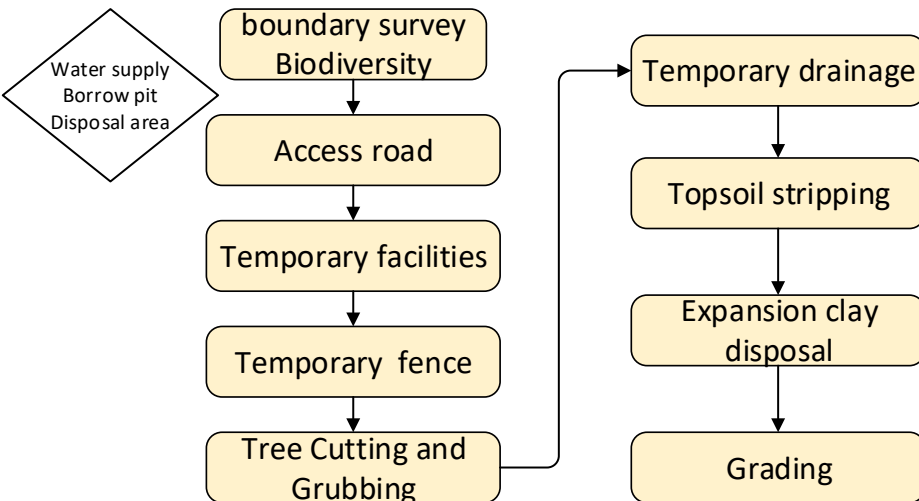 Water supply
Borrow pit
Disposal area
boundary survey
Biodiversity
Access road
Temporary facilities
Temporary  fence
Tree Cutting and
Grubbing
Temporary drainage
Topsoil stripping
Expansion clay
disposal
Grading